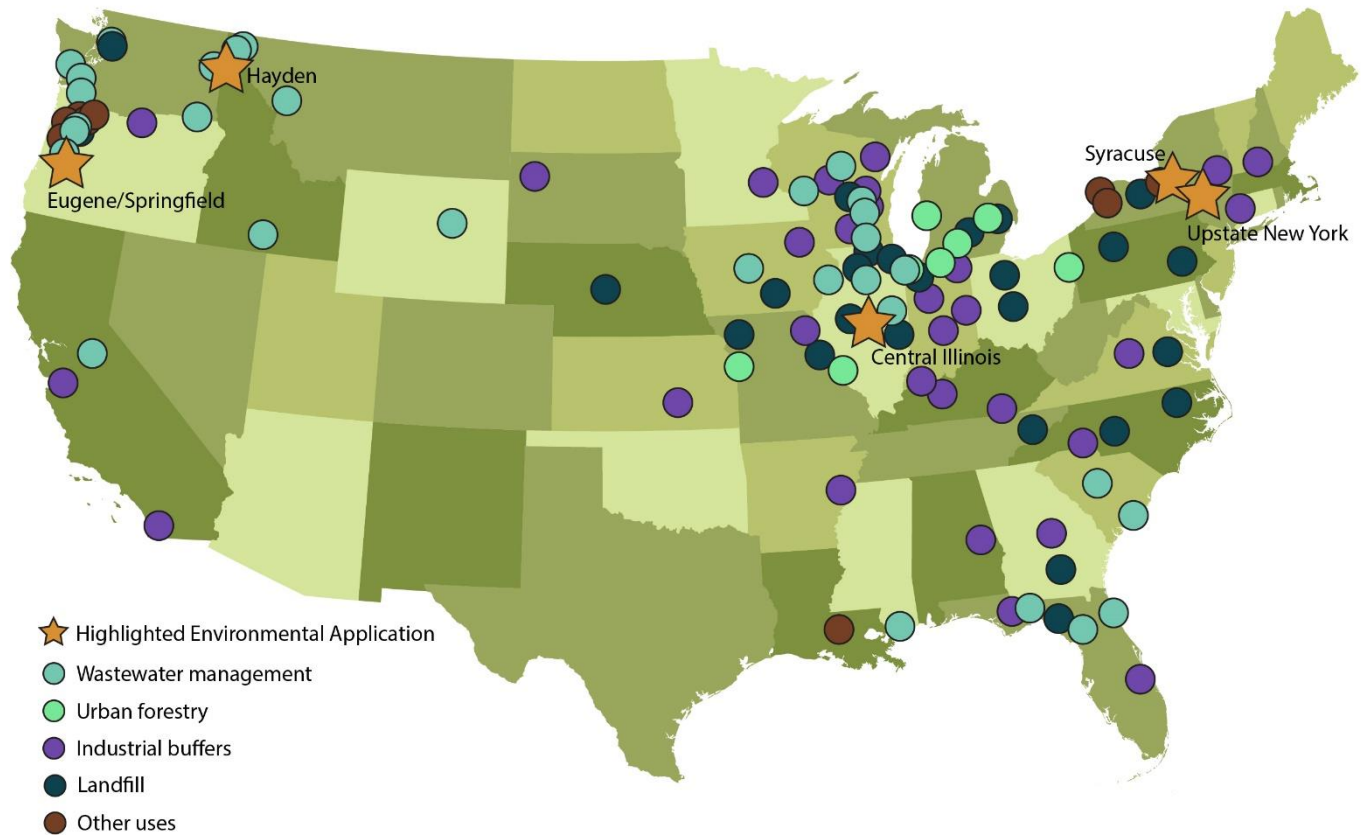 Hayden
Syracuse
Eugene/Springfield
Upstate New York
Central Illinois
Highlighted Environmental Application
Wastewater management
Urban forestry
Industrial buffers
Landfill
Other uses